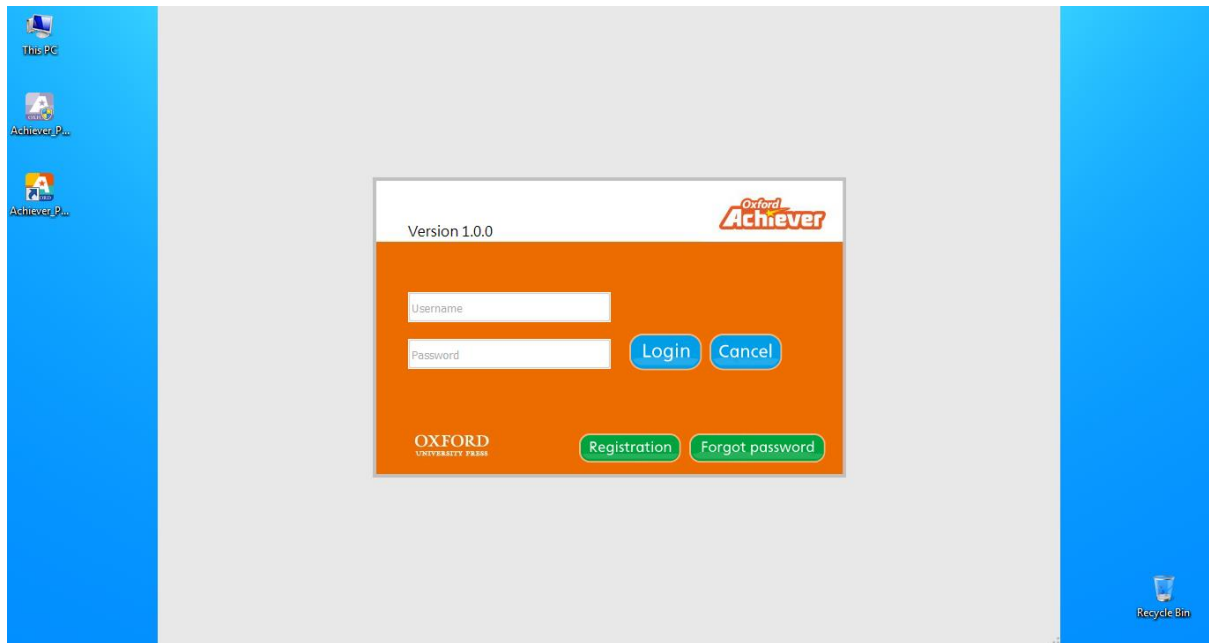 This PC
Achiever_P...
Achiever_P...
Version 1.0.0
Oxford
Achiever
Username
Password
Login
Cancel
OXFORD
UNIVERSITY PRESS
Registration
Forgot password
Recycle Bin